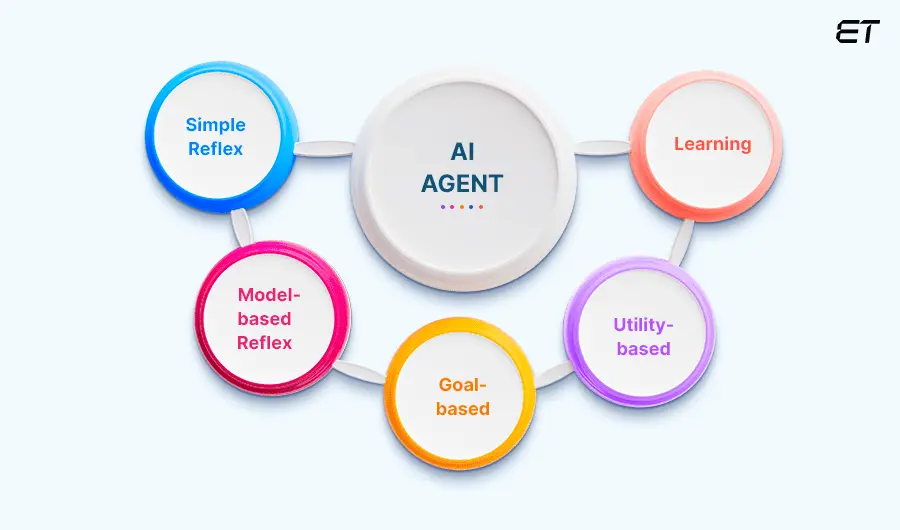 ET
AI
AGENT
Simple
Reflex
Learning
Model-
based
Reflex
Utility-
based
Goal-
based